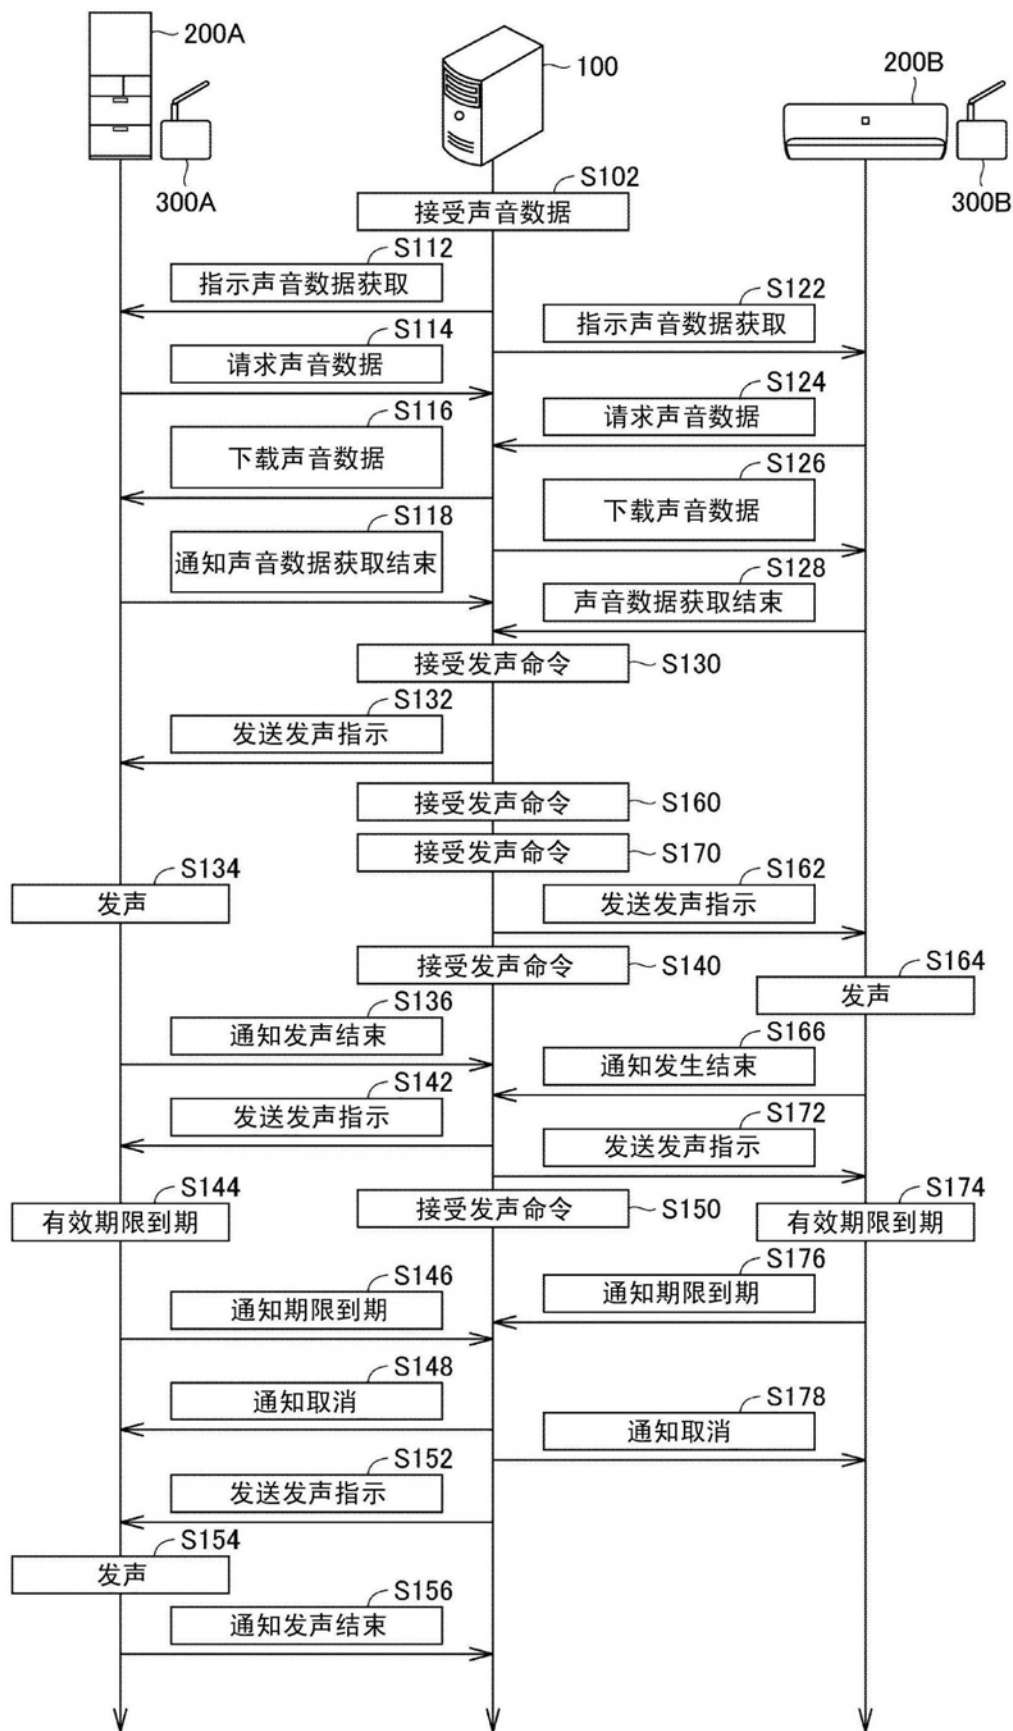 200A
100
200B
300A
300B
S102
接受声音数据
S112
指示声音数据获取
S122
指示声音数据获取
S114
请求声音数据
S124
请求声音数据
S116
下载声音数据
S126
下载声音数据
S118
通知声音数据获取结束
S128
声音数据获取结束
接受发声命令
S130
S132
发送发声指示
接受发声命令
S160
接受发声命令
S170
S134
发声
S162
发送发声指示
接受发声命令
S140
S164
发声
S136
通知发声结束
S166
通知发生结束
S142
发送发声指示
S172
发送发声指示
S144
有效期限到期
接受发声命令
S150
S174
有效期限到期
S146
通知期限到期
S176
通知期限到期
S148
通知取消
S178
通知取消
S152
发送发声指示
S154
发声
S156
通知发声结束